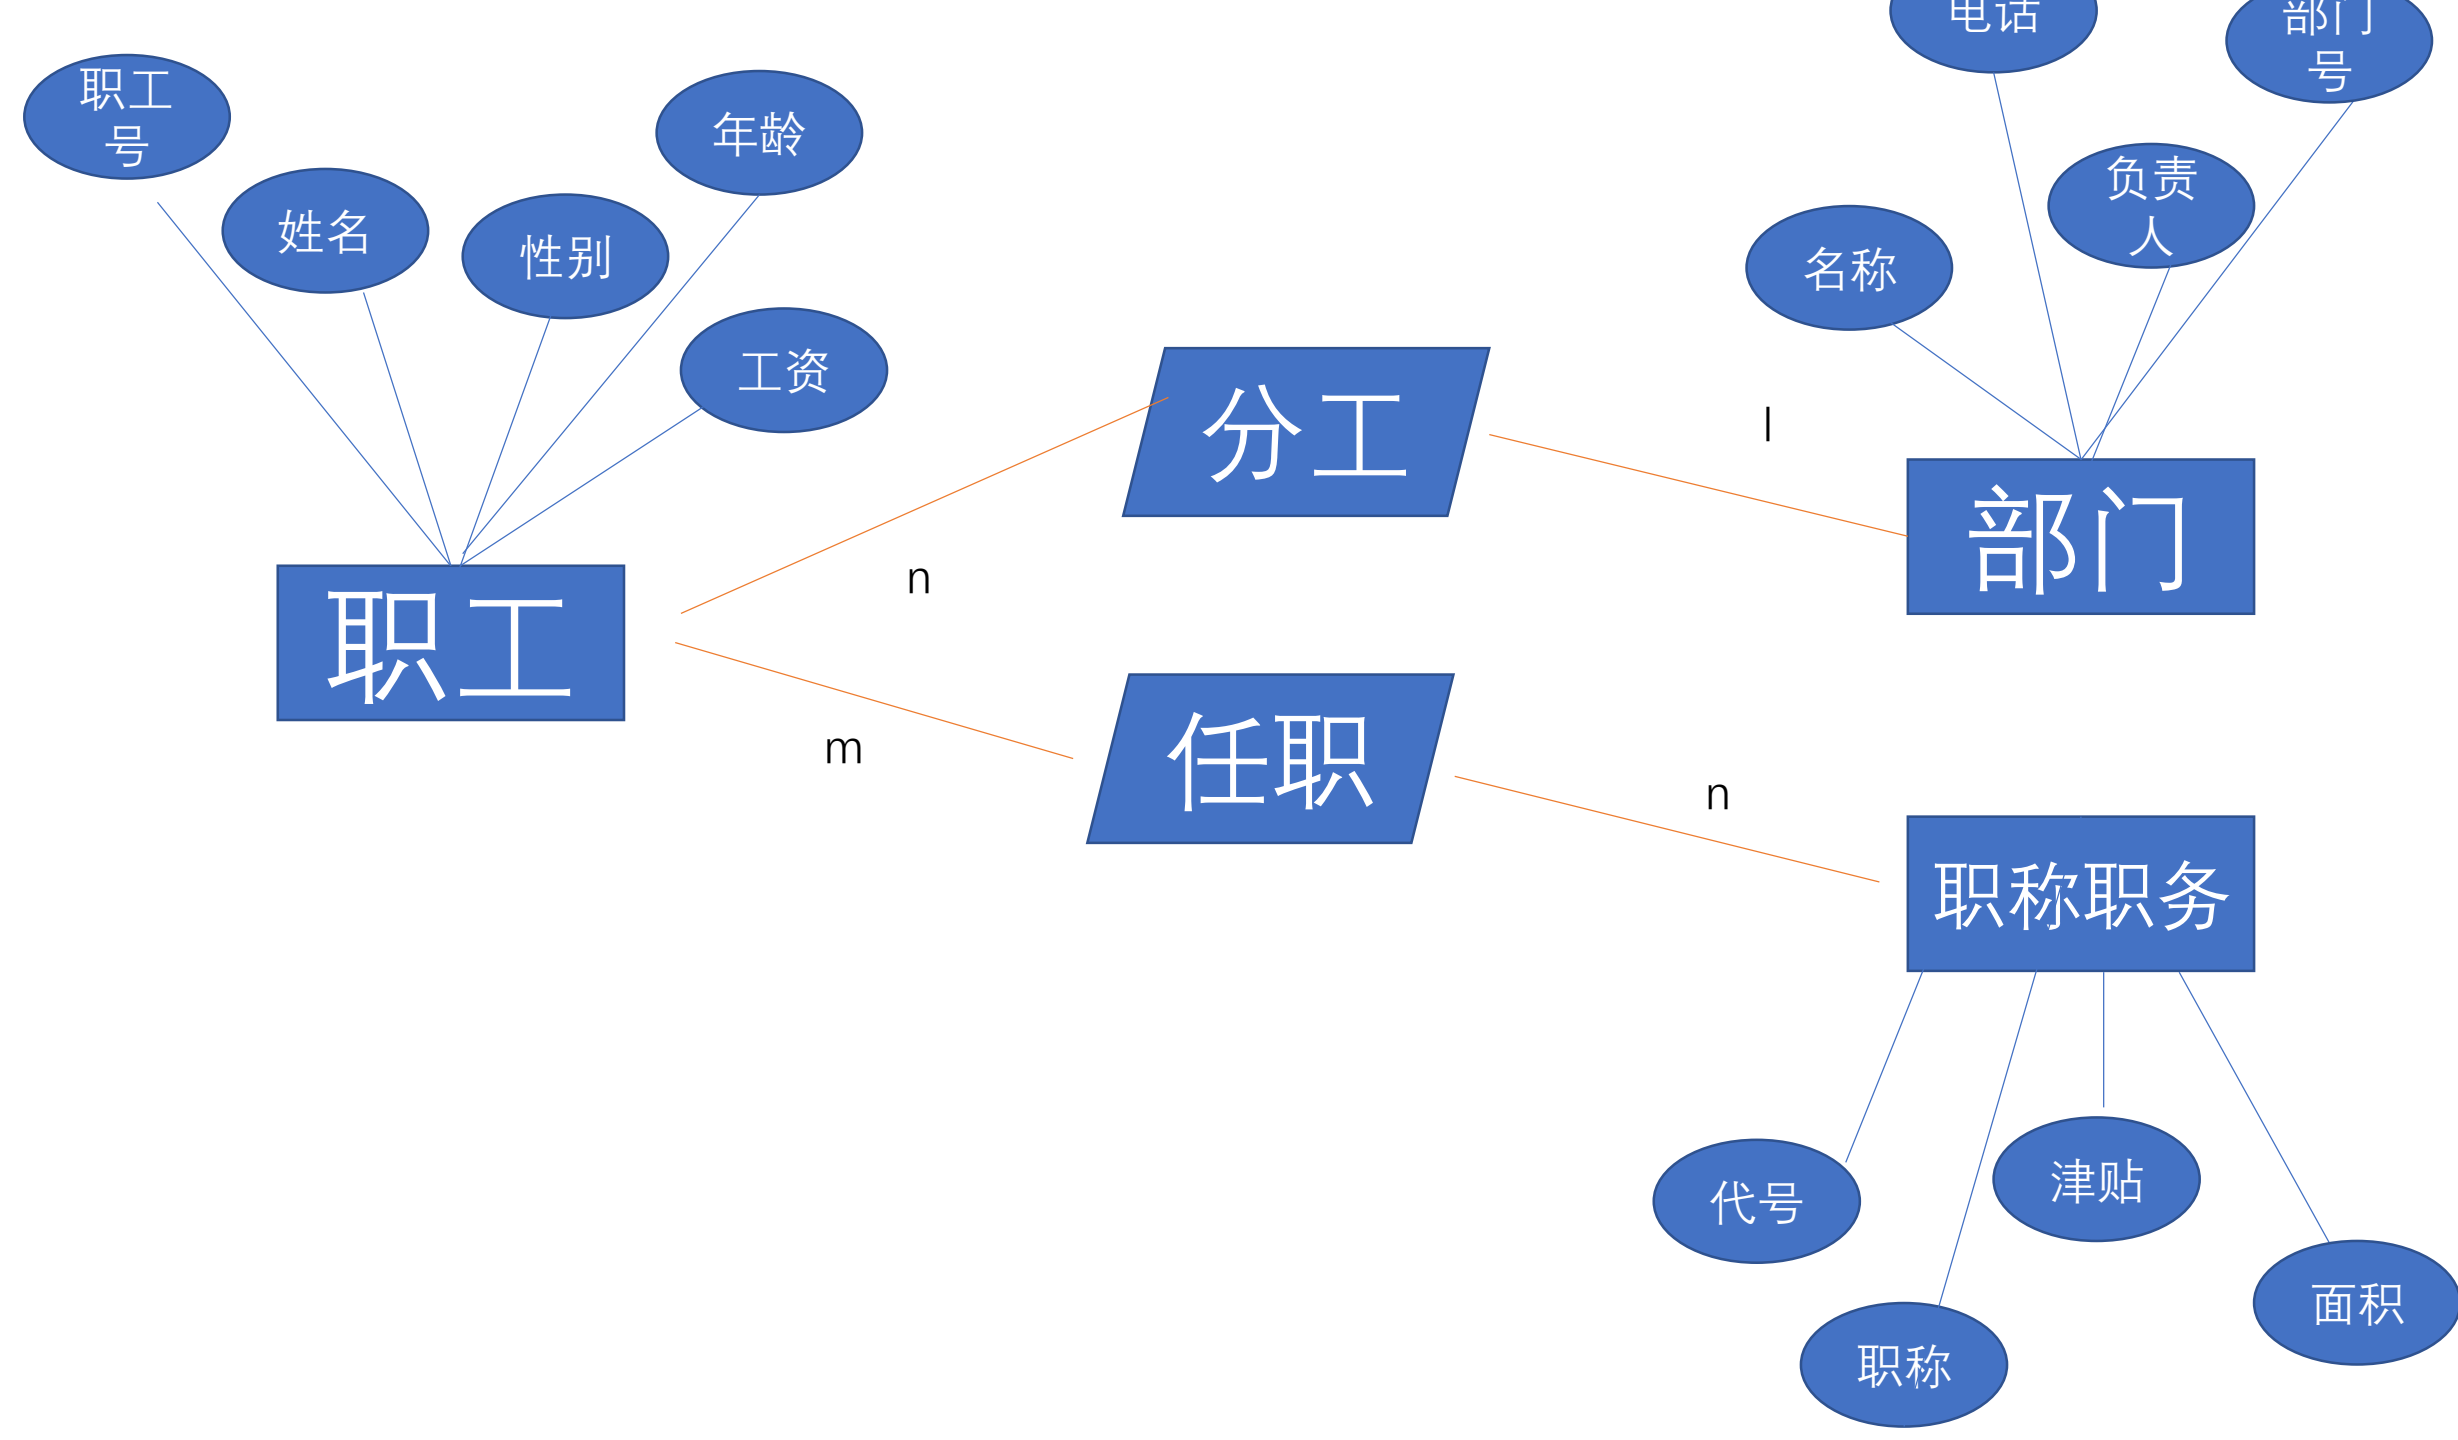 电话
部门
号
职工
号
年龄
姓名
性别
负责
人
名称
工资
分工
l
部门
n
职工
m
任职
n
职称职务
代号
津贴
面积
职称